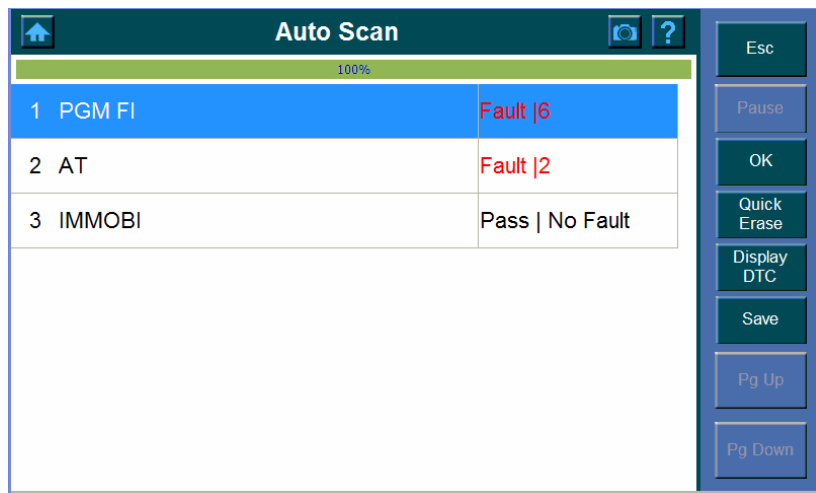 Auto Scan
?
100%
1 PGM FI Fault |6
2 AT Fault |2
3 IMMOBI Pass | No Fault
Esc
Pause
OK
Quick
Erase
Display
DTC
Save
Pg Up
Pg Down